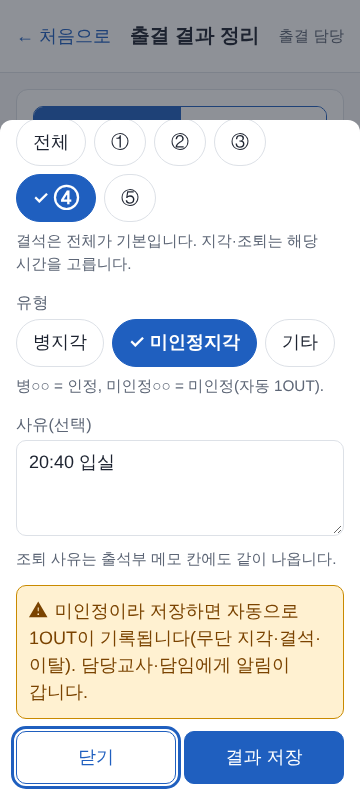 ← 처음으로 출결 결과 정리 출결 담당
전체 ① ② ③
✓ ④ ⑤
결석은 전체가 기본입니다. 지각·조퇴는 해당
시간을 고릅니다.
유형
병지각 ✓ 미인정지각 기타
병○○ = 인정, 미인정○○ = 미인정(자동 1OUT).
사유(선택)
20:40 입실
조퇴 사유는 출석부 메모 칸에도 같이 나옵니다.
⚠ 미인정이라 저장하면 자동으로
1OUT이 기록됩니다(무단 지각·결석·
이탈). 담당교사·담임에게 알림이
갑니다.
닫기 결과 저장